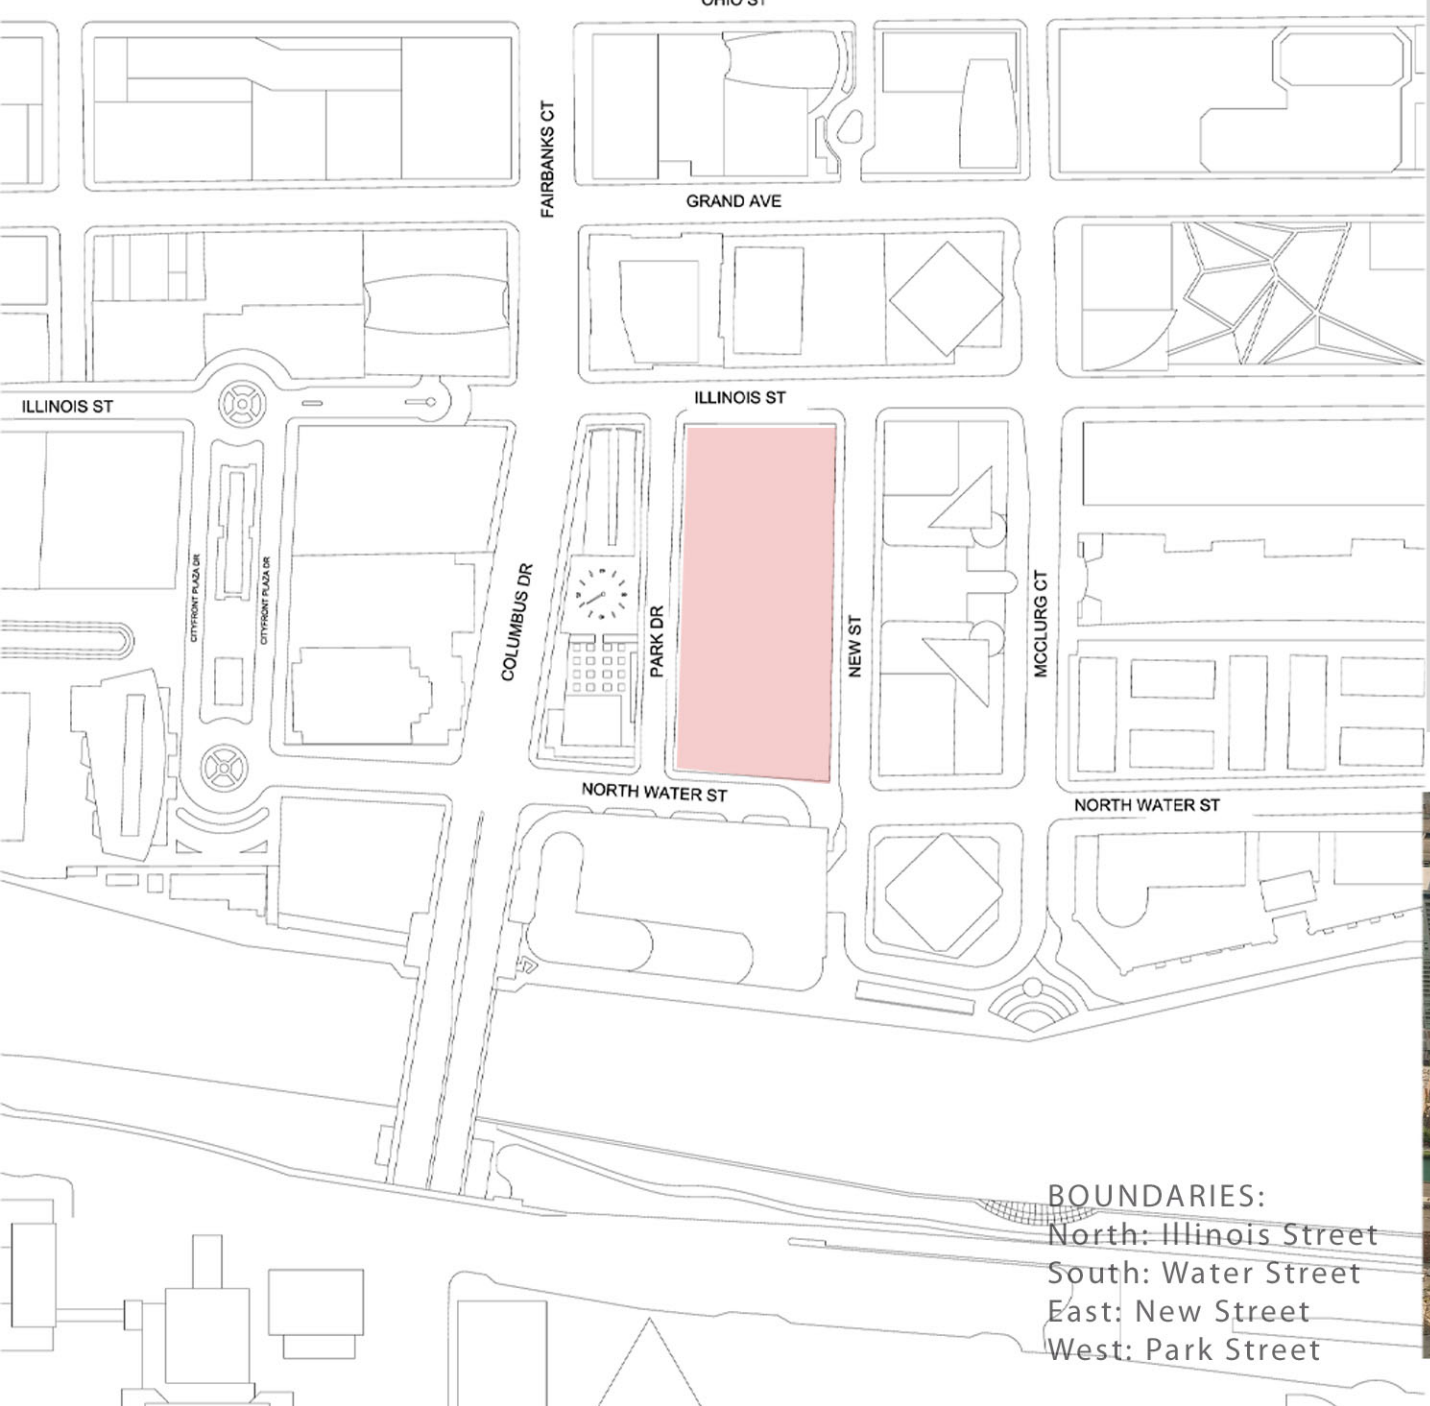 OHIO ST
FAIRBANKS CT
GRAND AVE
ILLINOIS ST
ILLINOIS ST
CITYFRONT PLAZA DR
CITYFRONT PLAZA DR
COLUMBUS DR
PARK DR
NEW ST
MCCLURG CT
NORTH WATER ST
NORTH WATER ST
BOUNDARIES:
North: Illinois Street
South: Water Street
East: New Street
West: Park Street